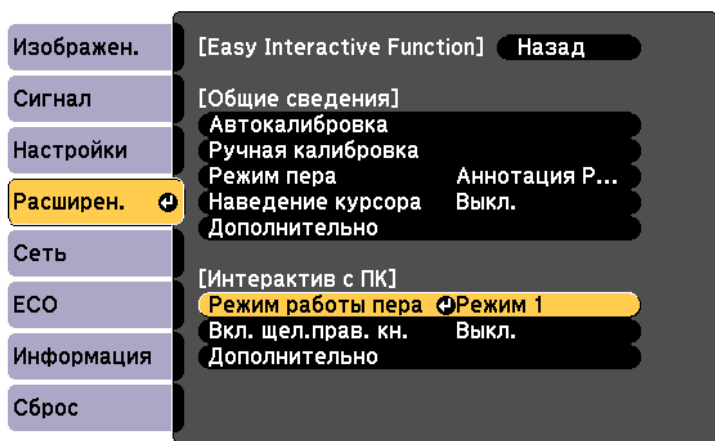 Изображен.
Сигнал
Настройки
Расширен.
Сеть
ECO
Информация
Сброс
[Easy Interactive Function] Назад
[Общие сведения]
Автокалибровка
Ручная калибровка
Режим пера Аннотация Р...
Наведение курсора Выкл.
Дополнительно
[Интерактив с ПК]
Режим работы пера Режим 1
Вкл. щел.прав. кн. Выкл.
Дополнительно